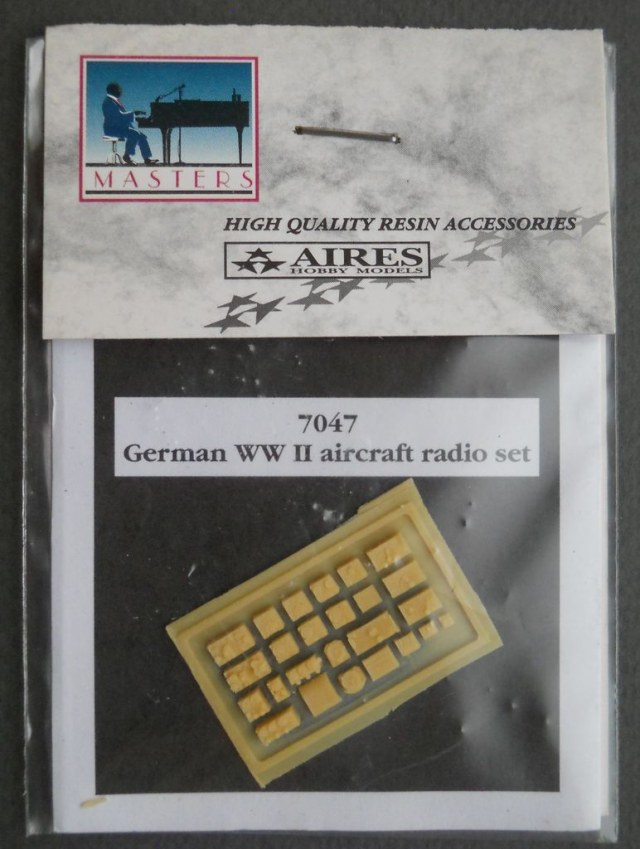 MASTERS
HIGH QUALITY RESIN ACCESSORIES
AIRES
HOBBY MODELS
7047
German WW II aircraft radio set